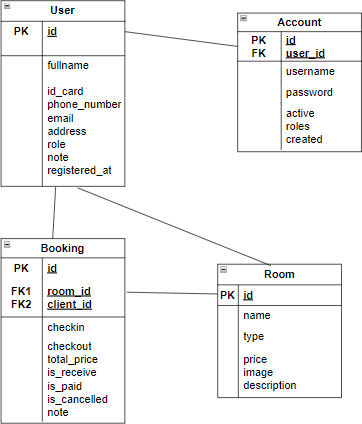 User
PK id
fullname
id_card
phone_number
email
address
role
note
registered_at
Account
PK id
FK user_id
username
password
active
roles
created
Booking
PK id
FK1 room_id
FK2 client_id
checkin
checkout
total_price
is_receive
is_paid
is_cancelled
note
Room
PK id
name
type
price
image
description